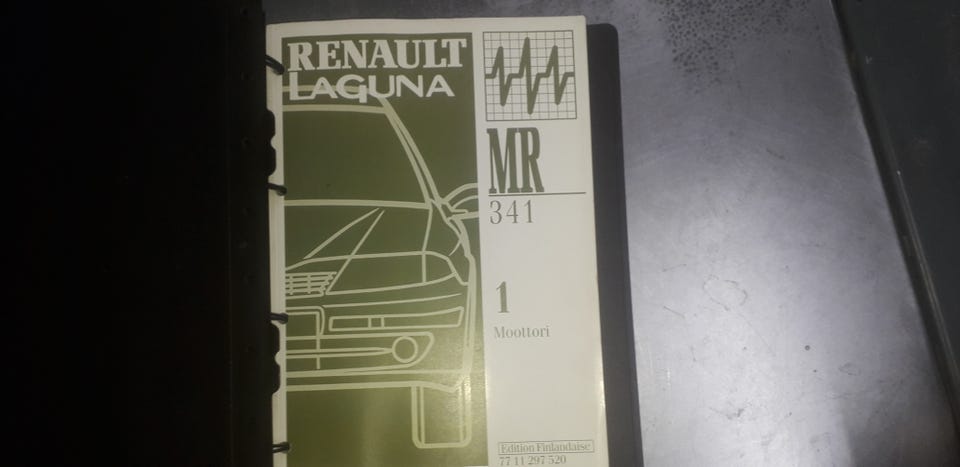 RENAULT
LAGUNA
MR
341
1
Moottori
Edition Finlandaise
77 11 297 520